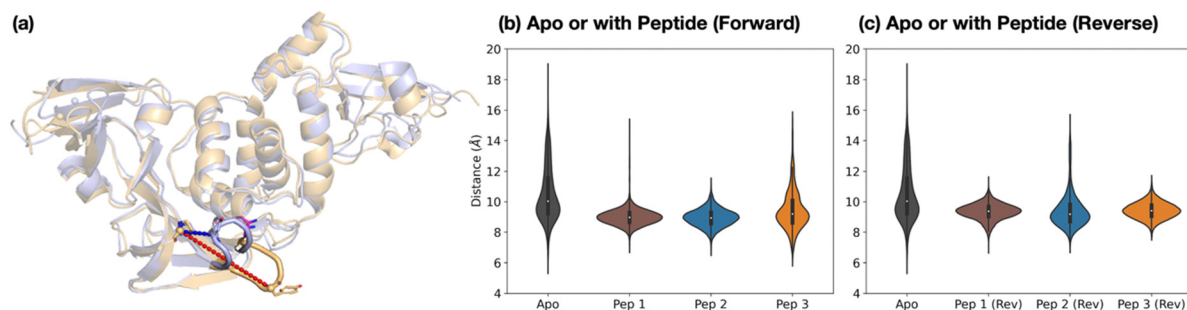 (a)
(b) Apo or with Peptide (Forward)
20
18
16
14
12
10
8
6
4
Distance (Å)
Apo
Pep 1
Pep 2
Pep 3
(c) Apo or with Peptide (Reverse)
20
18
16
14
12
10
8
6
4
Apo
Pep 1 (Rev)
Pep 2 (Rev)
Pep 3 (Rev)